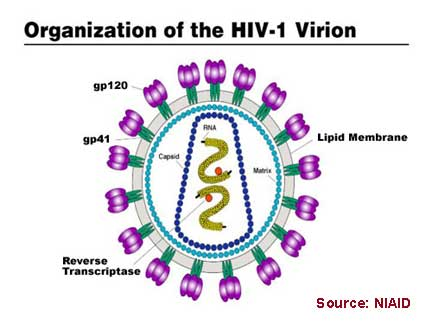 Organization of the HIV-1 Virion
gp120
gp41
RNA
Capsid
Matrix
Lipid Membrane
Reverse
Transcriptase
Source: NIAID